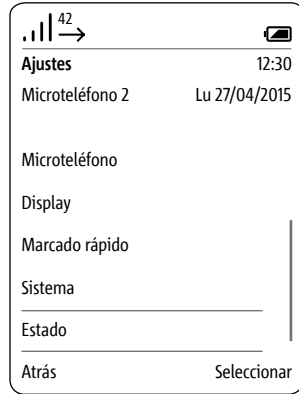 42
Ajustes 12:30
Microteléfono 2 Lu 27/04/2015
Microteléfono
Display
Marcado rápido
Sistema
Estado
Atrás Seleccionar